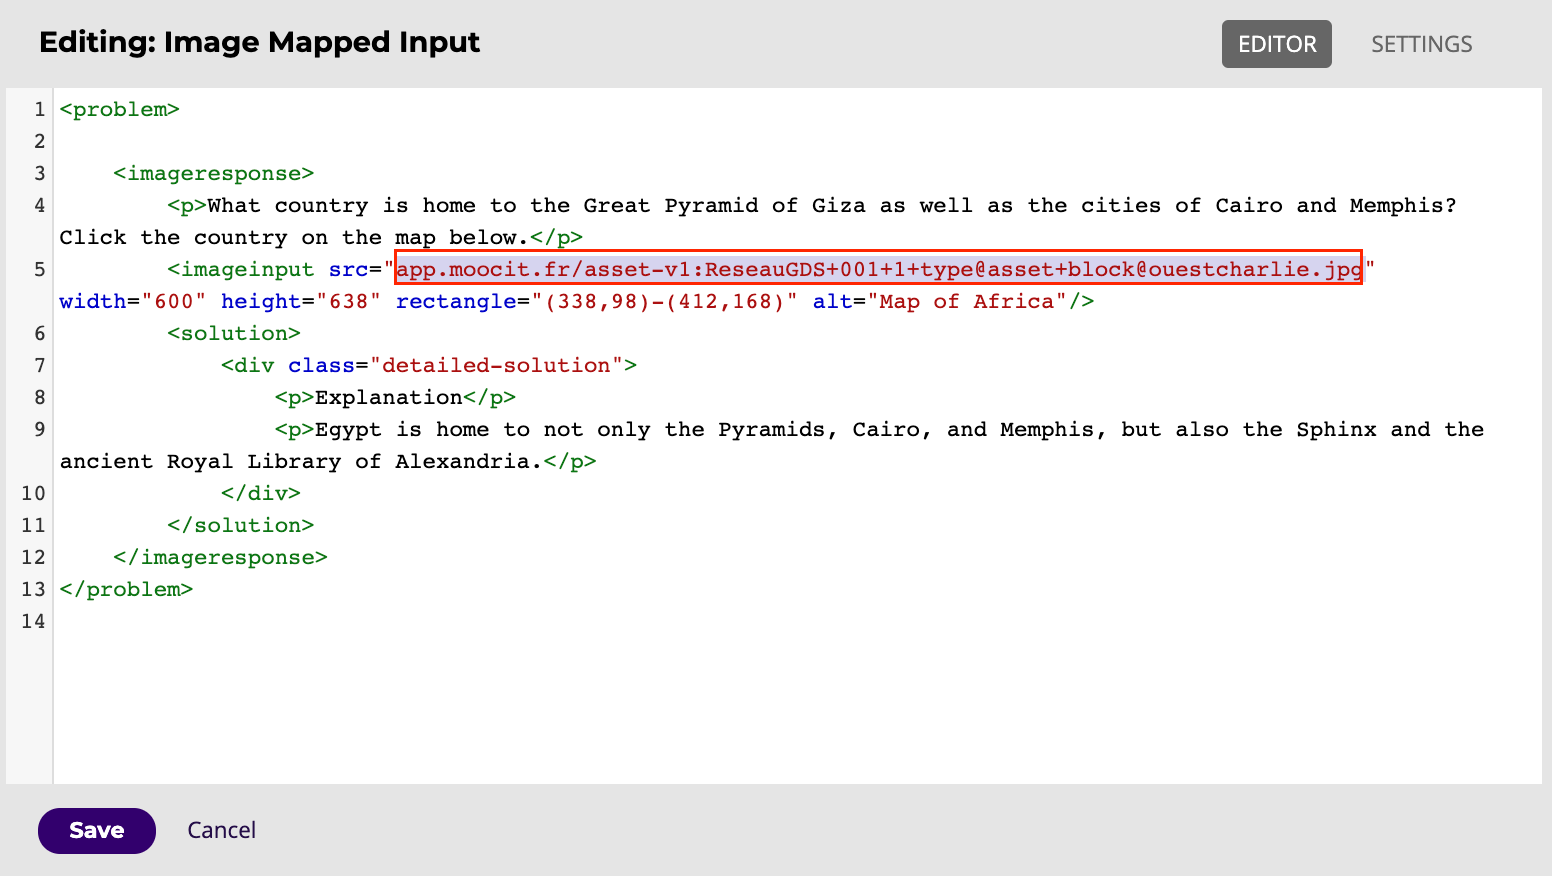 Editing: Image Mapped Input
EDITOR
SETTINGS
1 <problem>
2
3     <imageresponse>
4         <p>What country is home to the Great Pyramid of Giza as well as the cities of Cairo and Memphis?
Click the country on the map below.</p>
5         <imageinput src="app.moocit.fr/asset-v1:ReseauGDS+001+1+type@asset+block@ouestcharlie.jpg"
width="600" height="638" rectangle="(338,98)-(412,168)" alt="Map of Africa"/>
6         <solution>
7             <div class="detailed-solution">
8                 <p>Explanation</p>
9                 <p>Egypt is home to not only the Pyramids, Cairo, and Memphis, but also the Sphinx and the
ancient Royal Library of Alexandria.</p>
10             </div>
11         </solution>
12     </imageresponse>
13 </problem>
14
Save
Cancel